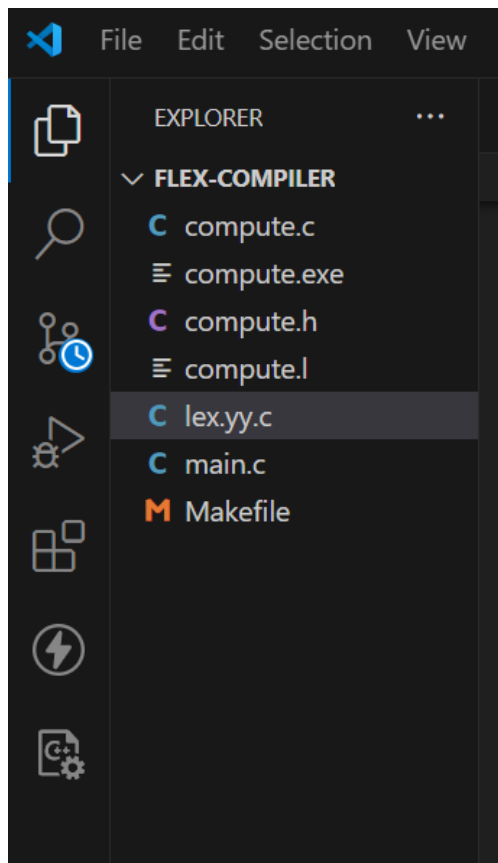 File Edit Selection View
EXPLORER ...
FLEX-COMPILER
C compute.c
compute.exe
C compute.h
compute.l
C lex.yy.c
C main.c
M Makefile
C++